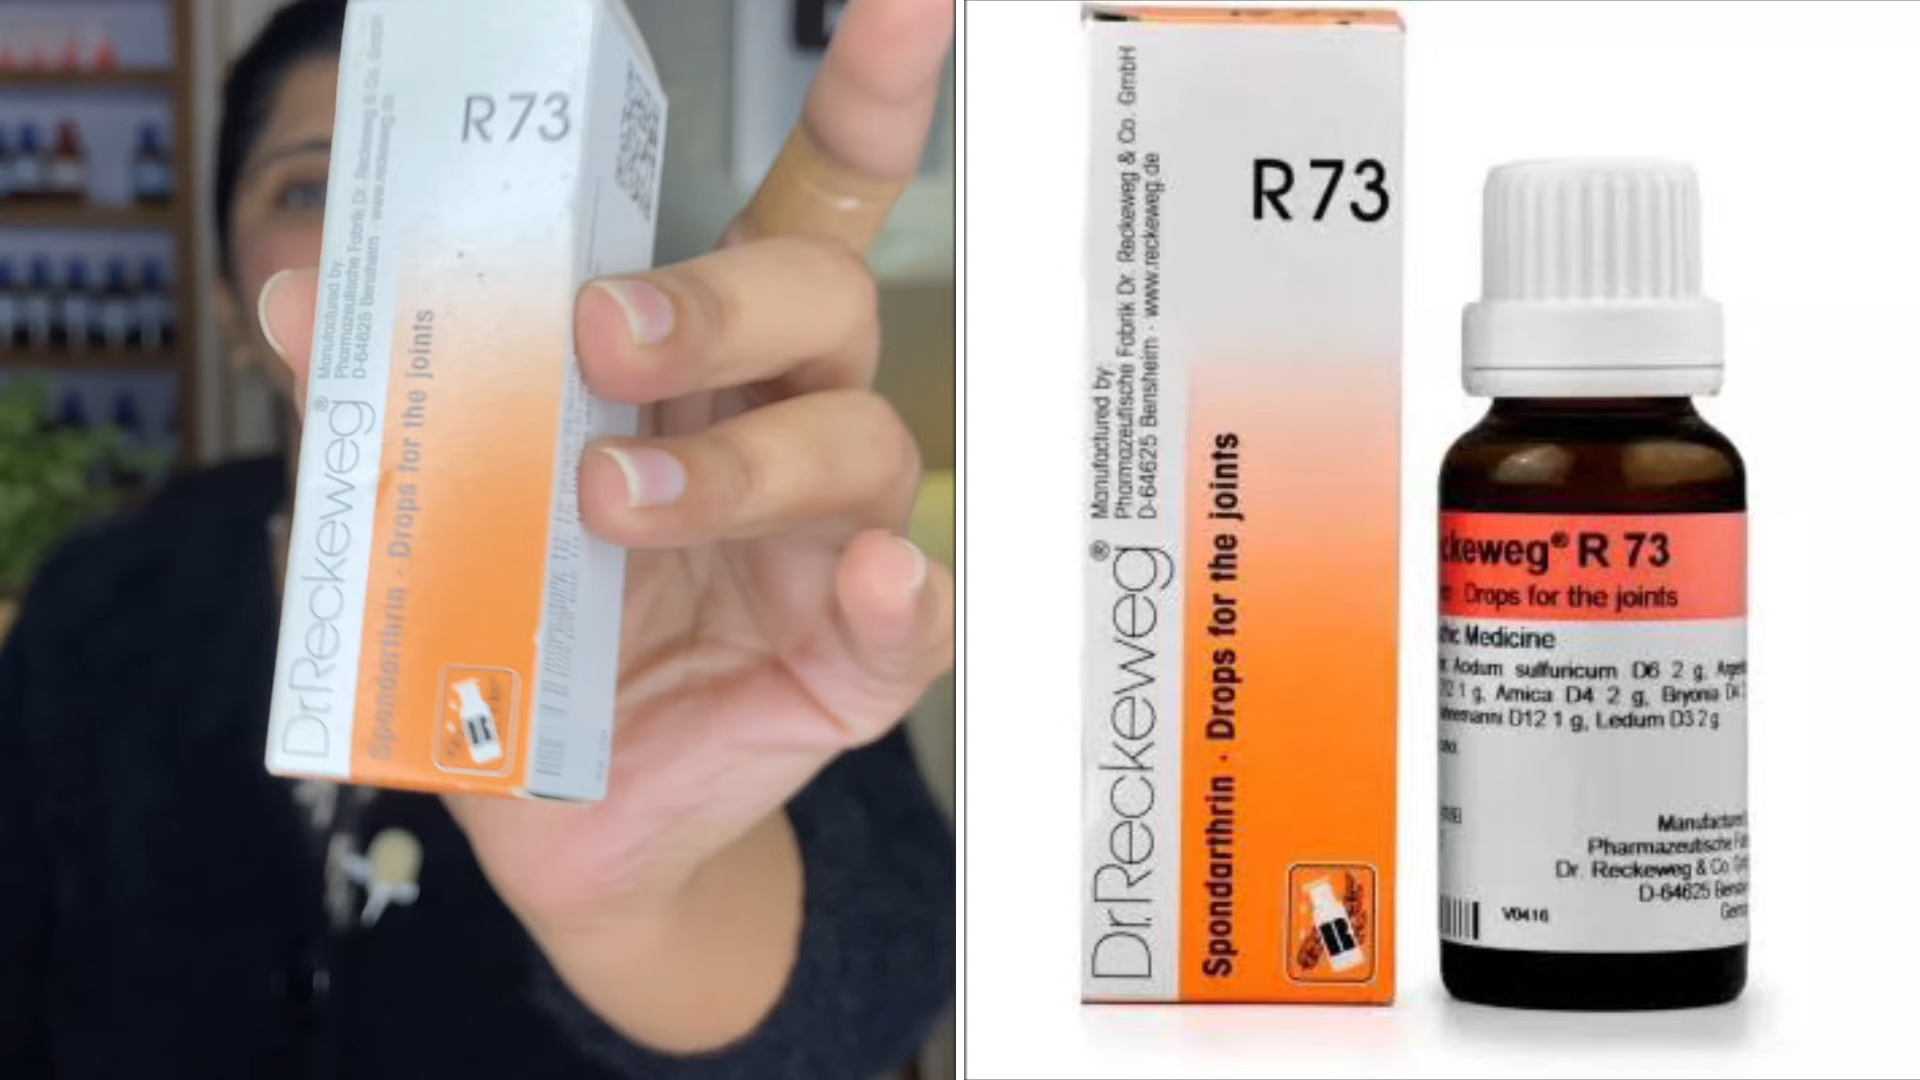 R73
Manufactured by:
Pharmazeutische Fabrik Dr. Reckeweg & Co. GmbH
D-64625 Bensheim · www.reckeweg.de
Dr.Reckeweg®
Spondarthrin · Drops for the joints
R73
Manufactured by:
Pharmazeutische Fabrik Dr. Reckeweg & Co. GmbH
D-64625 Bensheim · www.reckeweg.de
Dr.Reckeweg®
Spondarthrin · Drops for the joints
B
ckeweg® R 73
Drops for the joints
Medicine
sulfuricum D6 2 g,
1 g, Arnica D4 2 g, Bryonia
D12 1 g, Ledum D3 2 g
Manufactured
Pharmazeutische
Dr. Reckeweg & Co.
D-64625
V0416